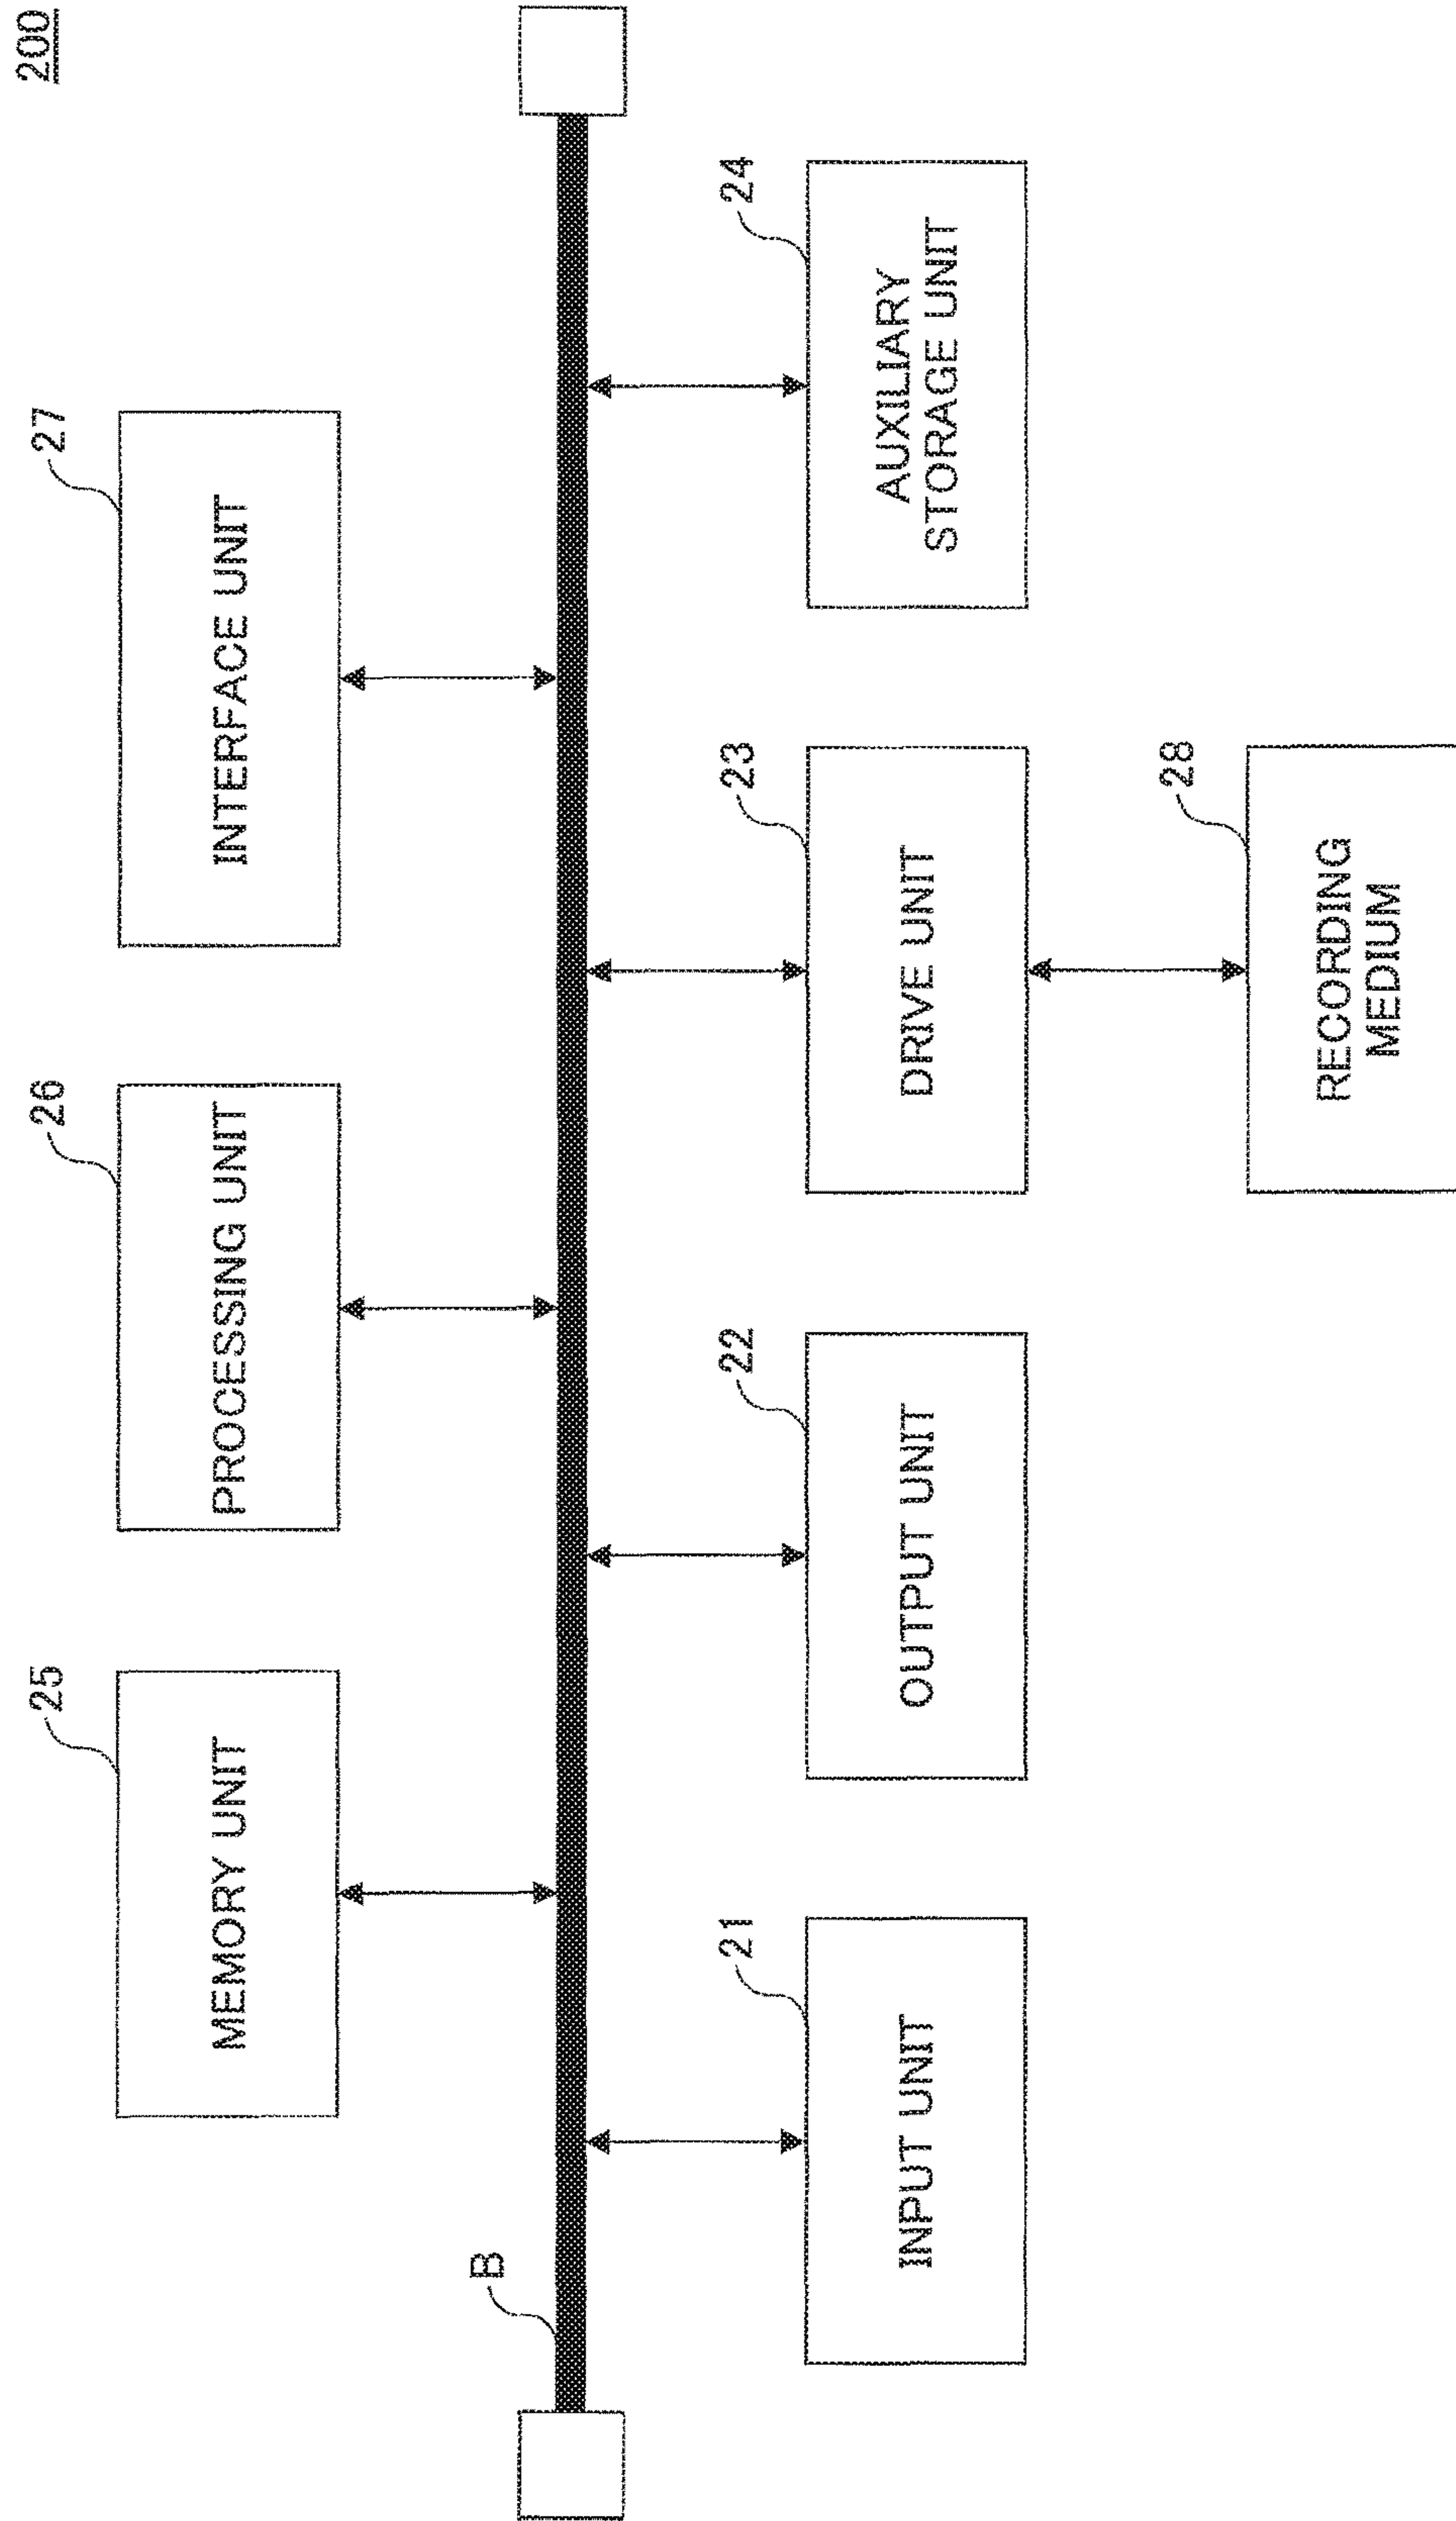 200
25
26
27
MEMORY UNIT
PROCESSING UNIT
INTERFACE UNIT
B
21
22
23
24
INPUT UNIT
OUTPUT UNIT
DRIVE UNIT
AUXILIARY
STORAGE UNIT
28
RECORDING
MEDIUM